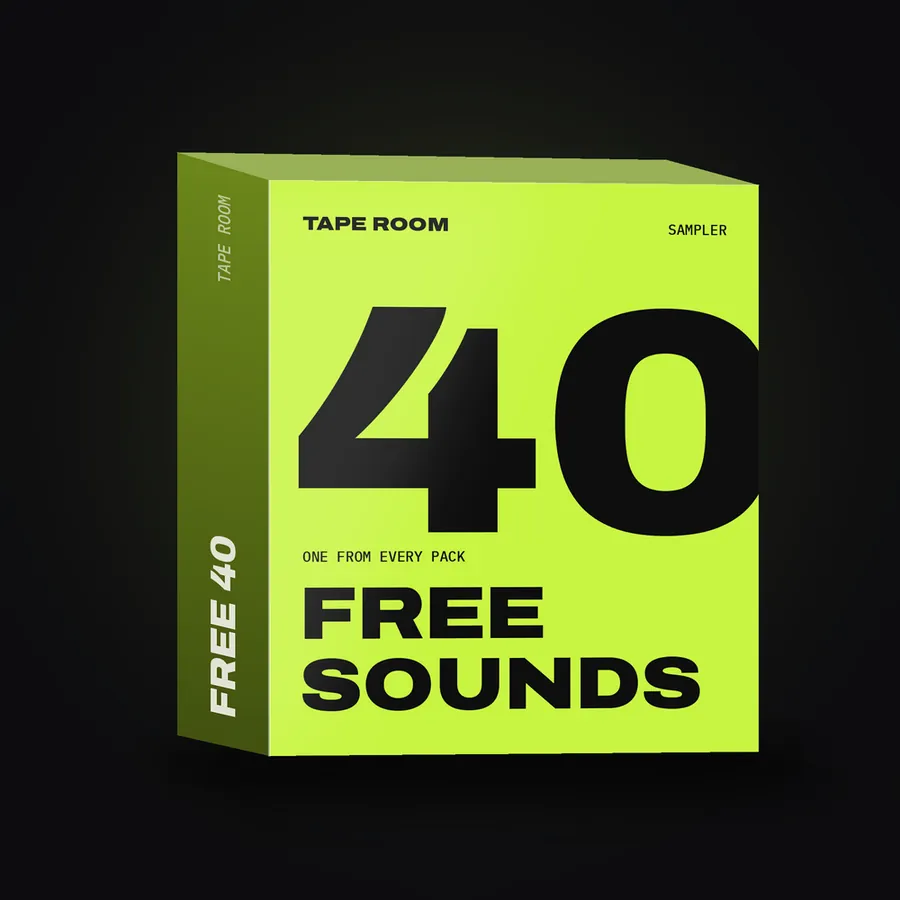 TAPE ROOM
FREE 40
TAPE ROOM
SAMPLER
40
ONE FROM EVERY PACK
FREE
SOUNDS